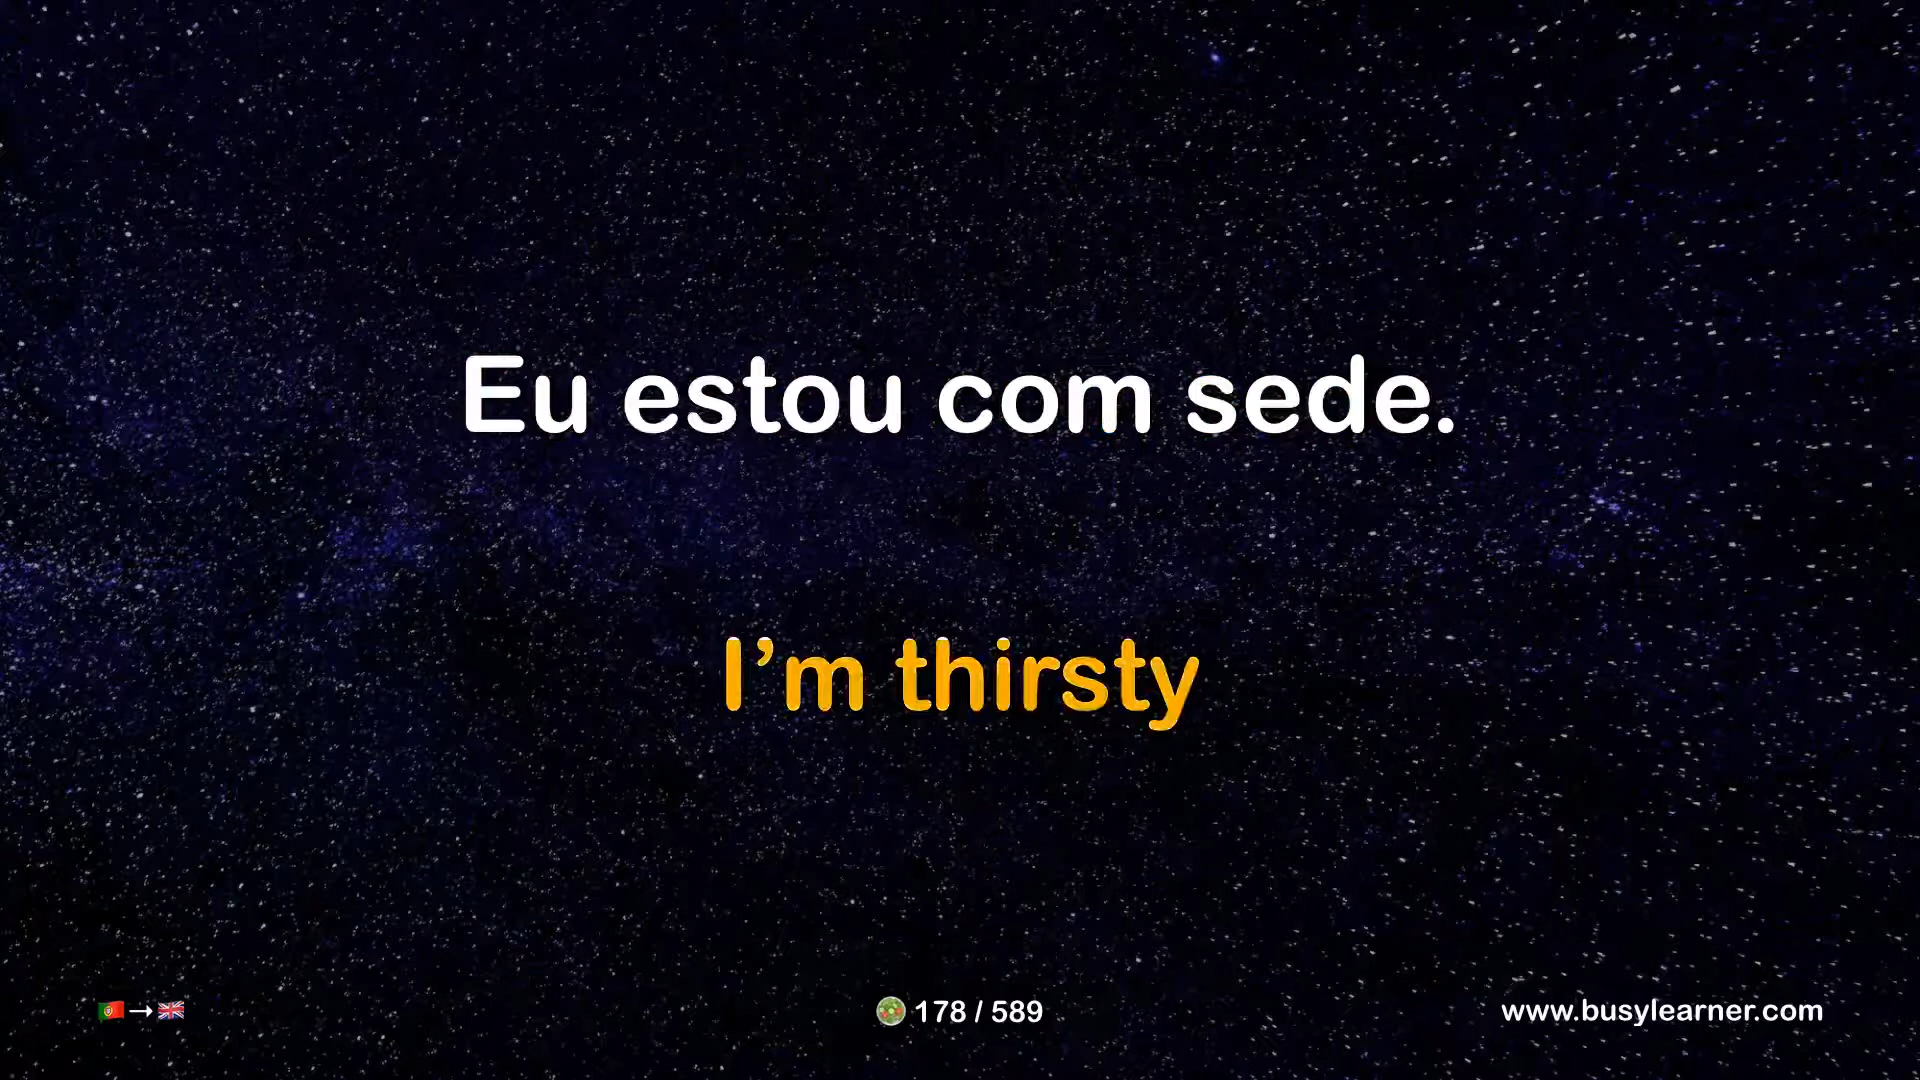 Eu estou com sede.
I’m thirsty
→
178 / 589
www.busylearner.com